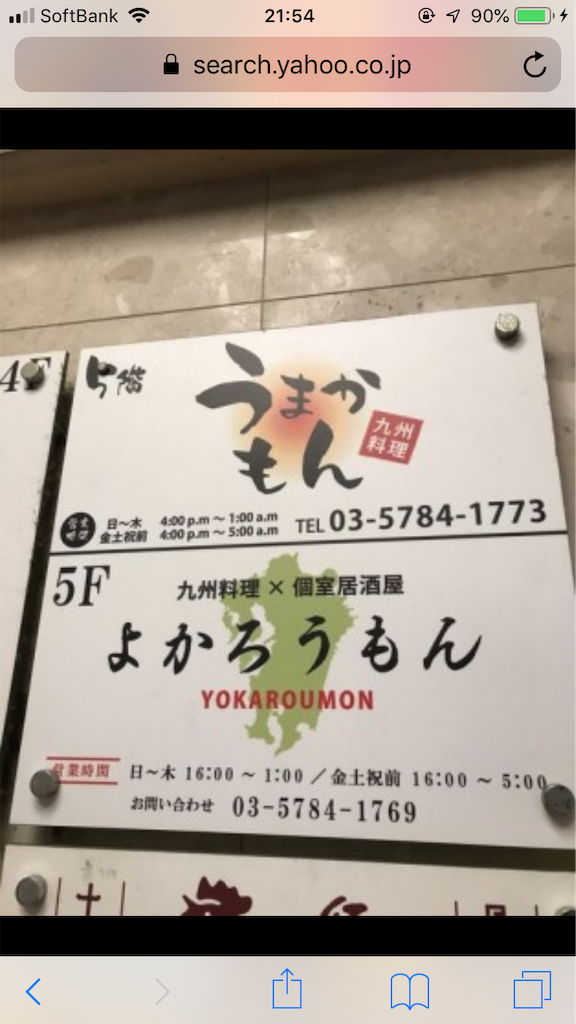 SoftBank 21:54 90%
search.yahoo.co.jp
4F
5階
うまか
もん
九州
料理
営業時間
日〜木 4:00 p.m 〜 1:00 a.m
金土祝前 4:00 p.m 〜 5:00 a.m
TEL 03-5784-1773
5F
九州料理 × 個室居酒屋
よかろうもん
YOKAROUMON
営業時間 日〜木 16:00 〜 1:00 / 金土祝前 16:00 〜 5:00
お問い合わせ 03-5784-1769